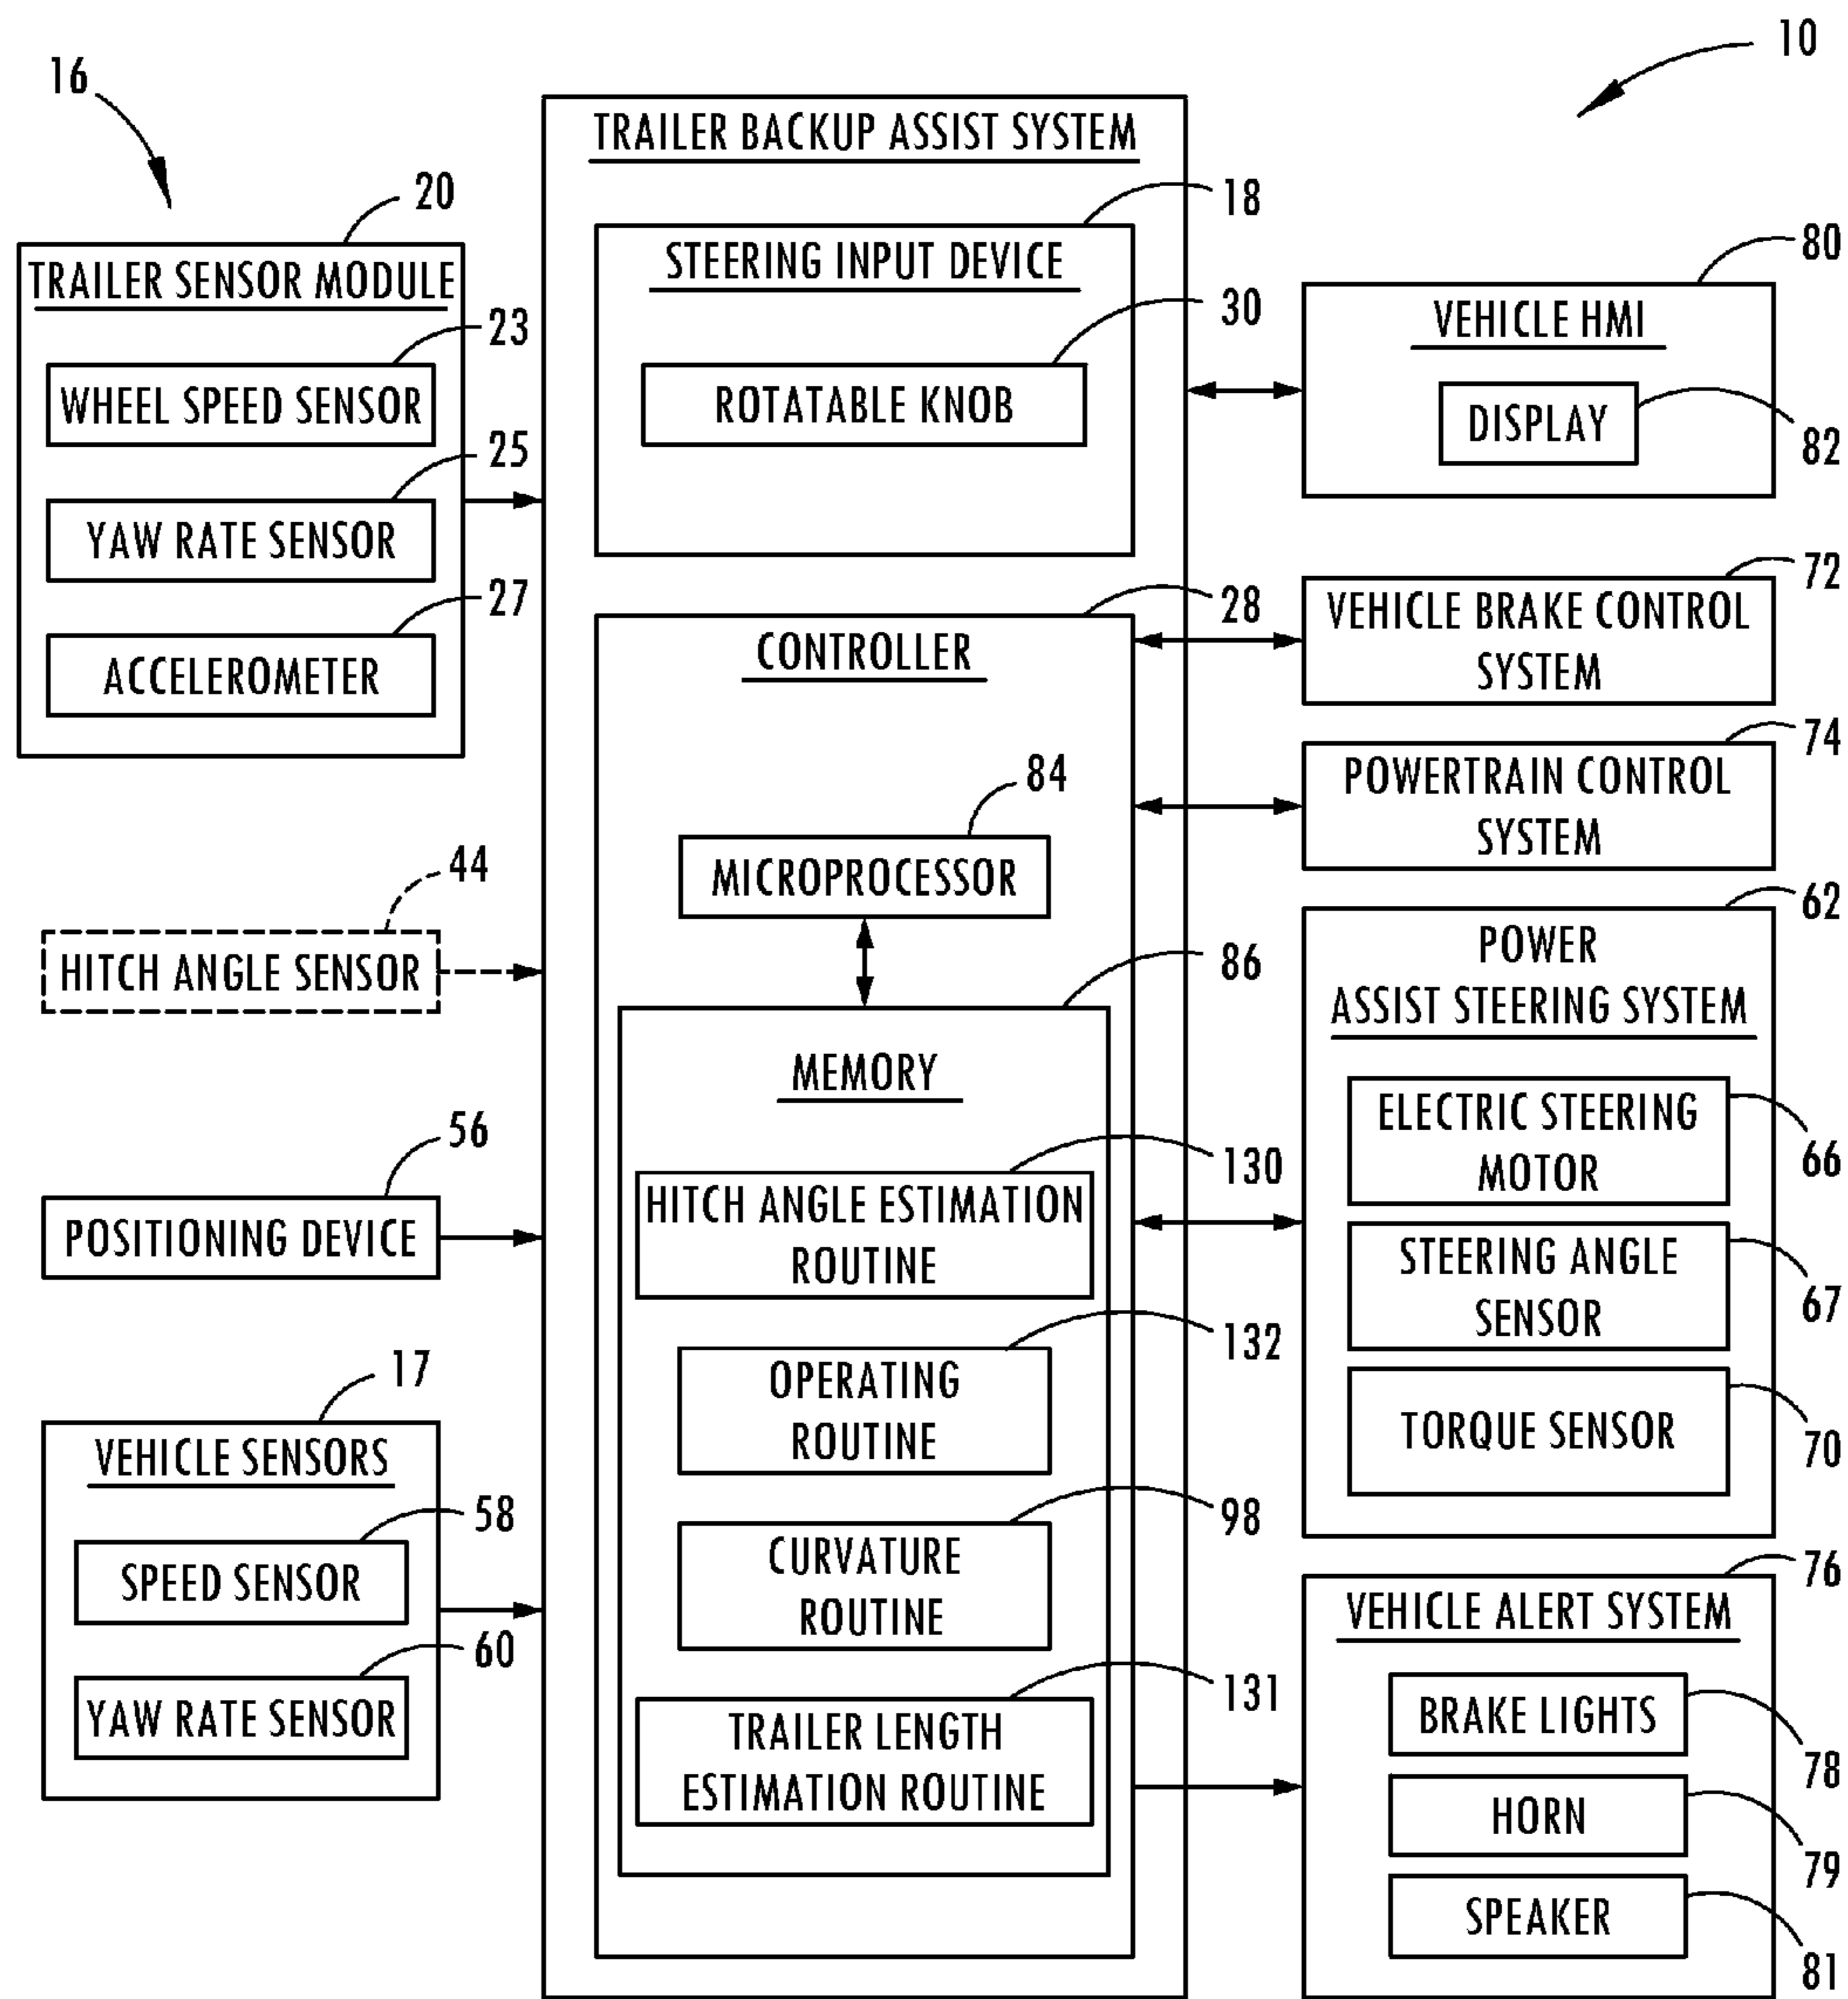 10
16
TRAILER BACKUP ASSIST SYSTEM
20
TRAILER SENSOR MODULE
23
WHEEL SPEED SENSOR
25
YAW RATE SENSOR
27
ACCELEROMETER
44
HITCH ANGLE SENSOR
56
POSITIONING DEVICE
17
VEHICLE SENSORS
58
SPEED SENSOR
60
YAW RATE SENSOR
18
STEERING INPUT DEVICE
30
ROTATABLE KNOB
28
CONTROLLER
84
MICROPROCESSOR
86
MEMORY
130
HITCH ANGLE ESTIMATION
ROUTINE
132
OPERATING
ROUTINE
98
CURVATURE
ROUTINE
131
TRAILER LENGTH
ESTIMATION ROUTINE
80
VEHICLE HMI
DISPLAY
82
72
VEHICLE BRAKE CONTROL
SYSTEM
74
POWERTRAIN CONTROL
SYSTEM
62
POWER
ASSIST STEERING SYSTEM
ELECTRIC STEERING
MOTOR
66
STEERING ANGLE
SENSOR
67
TORQUE SENSOR
70
76
VEHICLE ALERT SYSTEM
BRAKE LIGHTS
78
HORN
79
SPEAKER
81